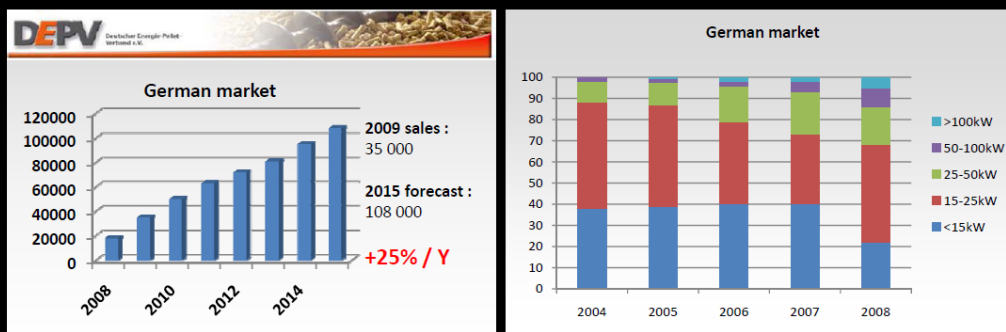 DEPV
Deutscher Energie-Pellet-
Verband e.V.
German market
120000
100000
80000
60000
40000
20000
0
2008
2010
2012
2014
2009 sales :
35 000
2015 forecast :
108 000
+25% / Y
German market
100
90
80
70
60
50
40
30
20
10
0
2004
2005
2006
2007
2008
>100kW
50-100kW
25-50kW
15-25kW
<15kW